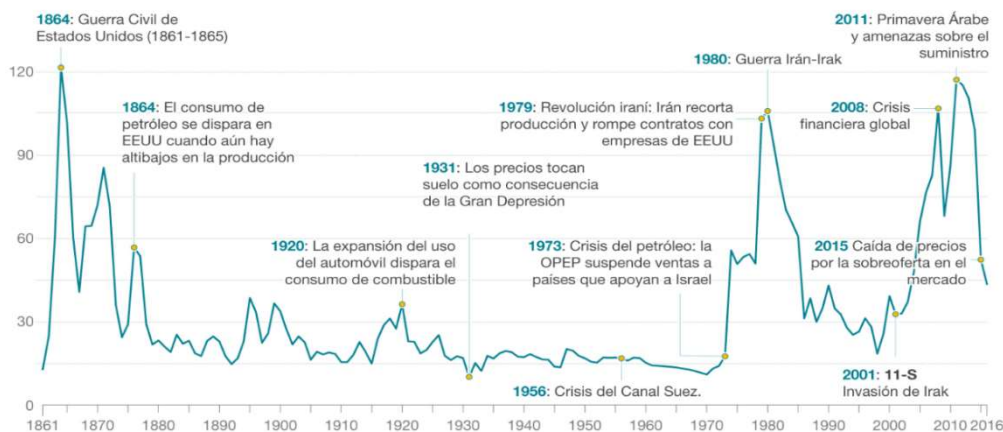 1864: Guerra Civil de
Estados Unidos (1861-1865)
2011: Primavera Árabe
y amenazas sobre el
suministro
1980: Guerra Irán-Irak
120
1864: El consumo de
petróleo se dispara en
EEUU cuando aún hay
altibajos en la producción
1979: Revolución iraní: Irán recorta
producción y rompe contratos con
empresas de EEUU
2008: Crisis
financiera global
90
1931: Los precios tocan
suelo como consecuencia
de la Gran Depresión
60
1920: La expansión del uso
del automóvil dispara el
consumo de combustible
1973: Crisis del petróleo: la
OPEP suspende ventas a
países que apoyan a Israel
2015 Caída de precios
por la sobreoferta en el
mercado
30
1956: Crisis del Canal Suez.
2001: 11-S
Invasión de Irak
0
1861 1870 1880 1890 1900 1910 1920 1930 1940 1950 1960 1970 1980 1990 2000 2010 2016